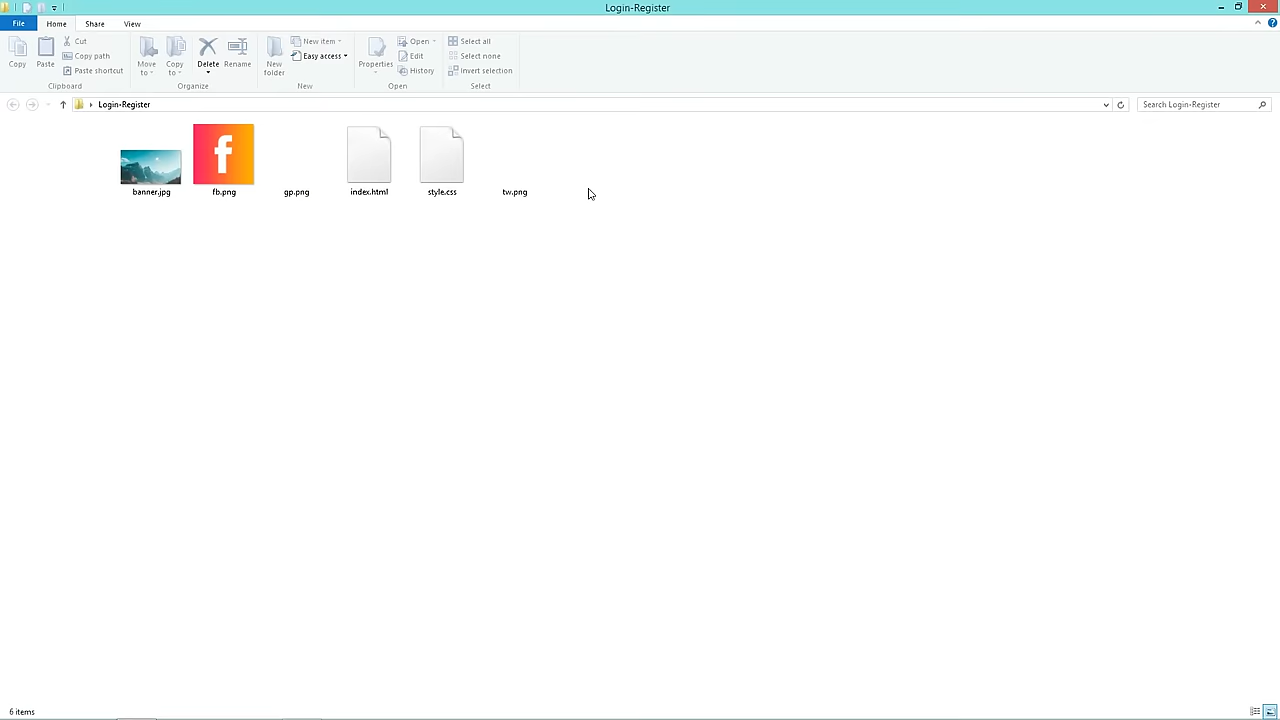 Login-Register
File Home Share View
Copy
Paste
Cut
Copy path
Paste shortcut
Clipboard
Move to
Copy to
Delete
Rename
Organize
New folder
New item
Easy access
New
Properties
Open
Edit
History
Open
Select all
Select none
Invert selection
Select
Login-Register
Search Login-Register
f
banner.jpg fb.png gp.png index.html style.css tw.png
6 items